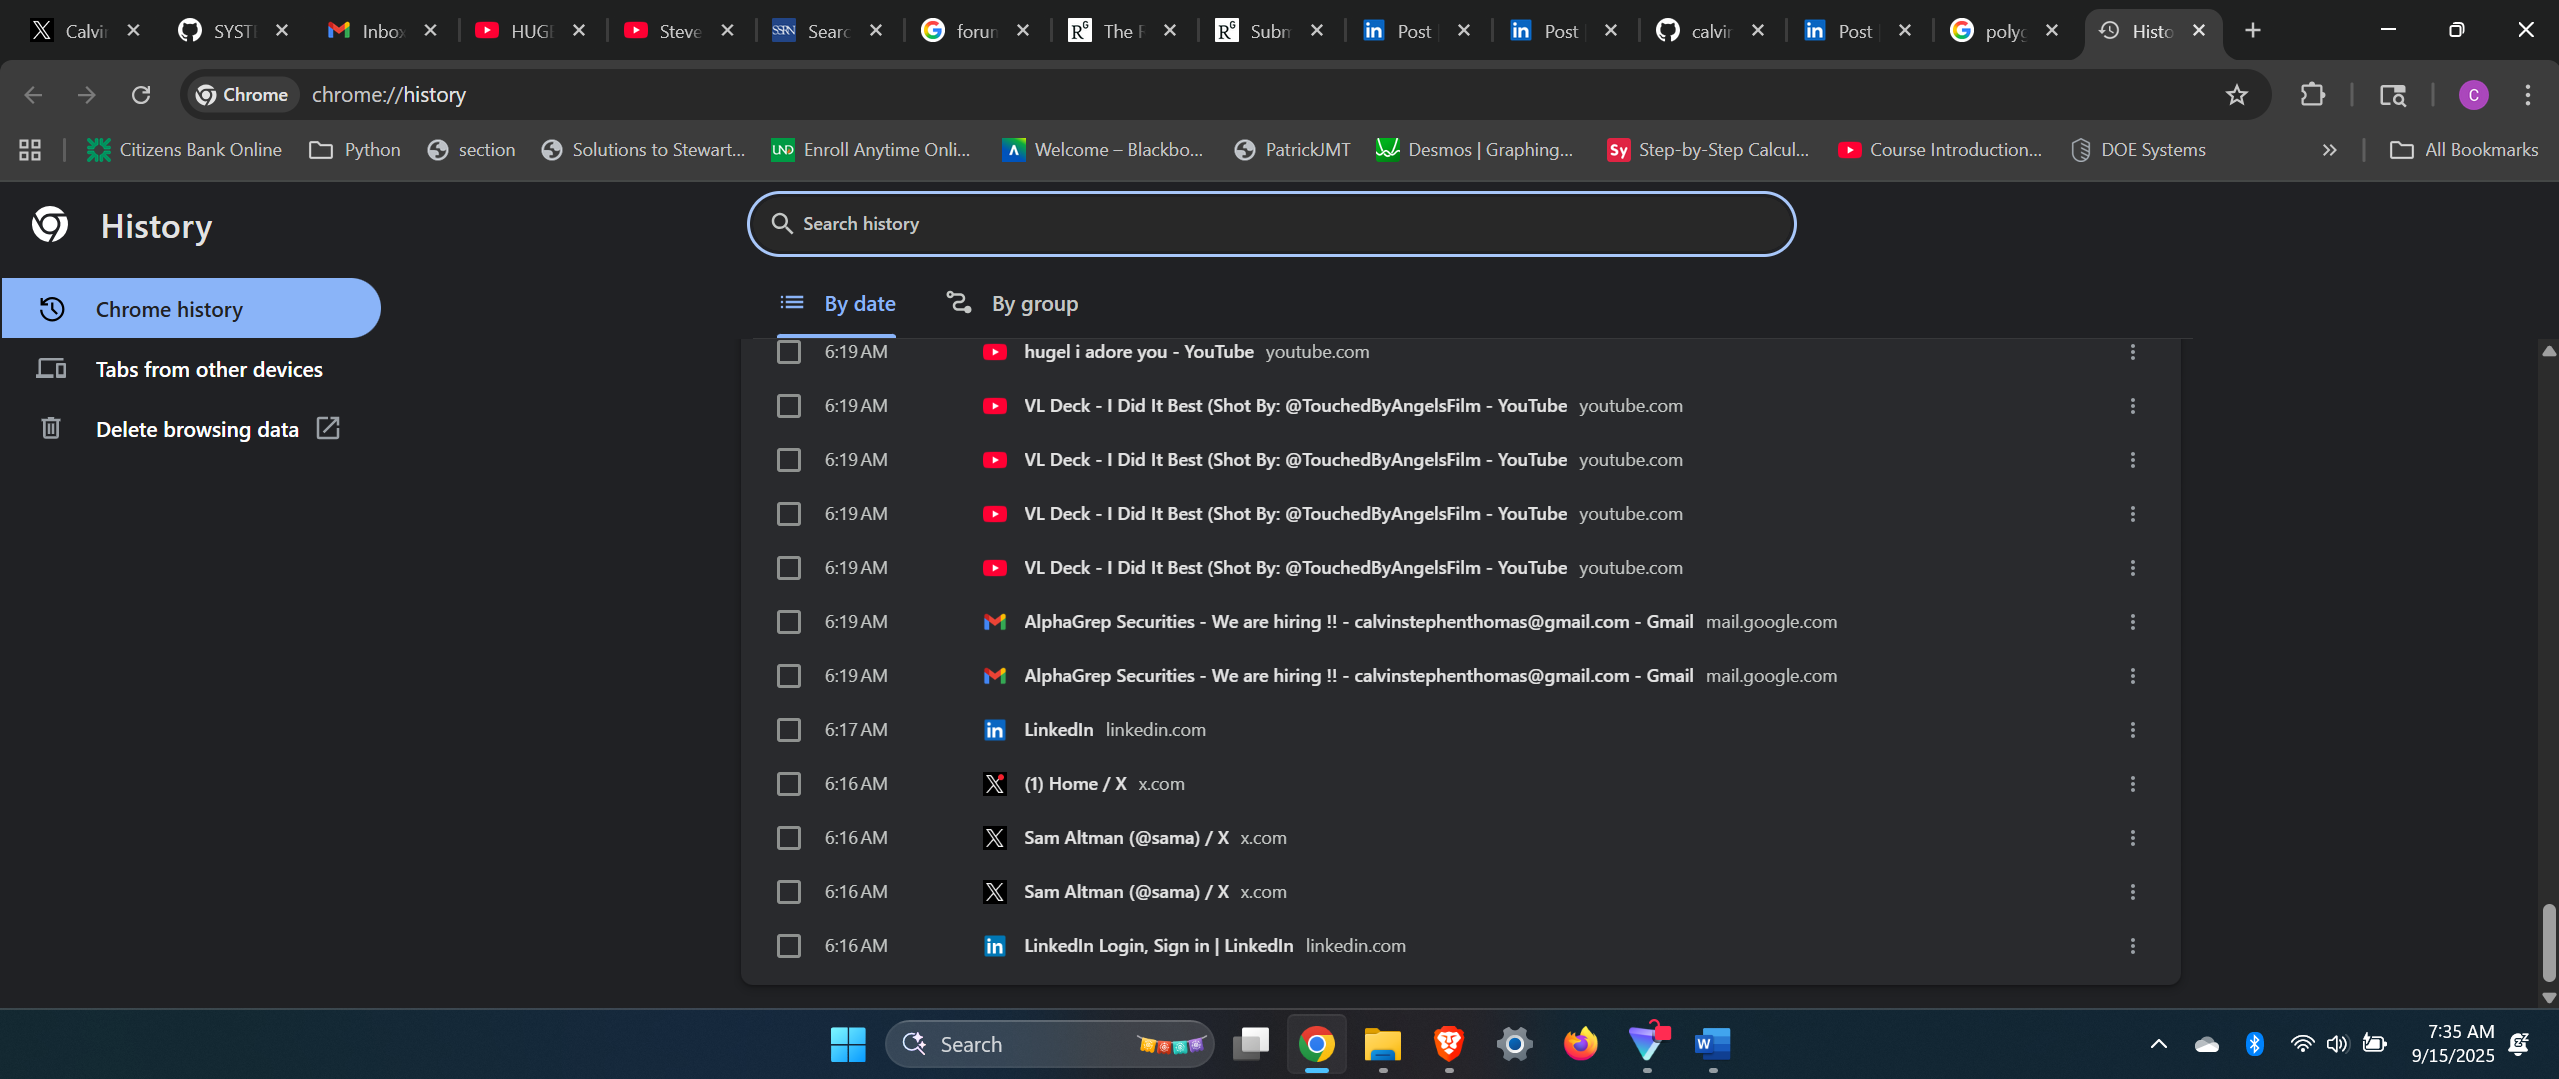 Calvi
SYST
Inbo
HUG
Steve
Searc
forun
The
Subm
Post
Post
calvi
Post
poly
Histo
Chrome
chrome://history
C
Citizens Bank Online
Python
section
Solutions to Stewart...
UND
Enroll Anytime Onli...
Welcome – Blackbo...
PatrickJMT
Desmos | Graphing...
Sy
Step-by-Step Calcul...
Course Introduction...
DOE Systems
All Bookmarks
History
Search history
Chrome history
Tabs from other devices
Delete browsing data
By date
By group
6:19 AM hugel i adore you - YouTube youtube.com
6:19 AM VL Deck - I Did It Best (Shot By: @TouchedByAngelsFilm - YouTube youtube.com
6:19 AM VL Deck - I Did It Best (Shot By: @TouchedByAngelsFilm - YouTube youtube.com
6:19 AM VL Deck - I Did It Best (Shot By: @TouchedByAngelsFilm - YouTube youtube.com
6:19 AM VL Deck - I Did It Best (Shot By: @TouchedByAngelsFilm - YouTube youtube.com
6:19 AM AlphaGrep Securities - We are hiring !! - calvinstephenthomas@gmail.com - Gmail mail.google.com
6:19 AM AlphaGrep Securities - We are hiring !! - calvinstephenthomas@gmail.com - Gmail mail.google.com
6:17 AM LinkedIn linkedin.com
6:16 AM (1) Home / X x.com
6:16 AM Sam Altman (@sama) / X x.com
6:16 AM Sam Altman (@sama) / X x.com
6:16 AM LinkedIn Login, Sign in | LinkedIn linkedin.com
Search
7:35 AM
9/15/2025